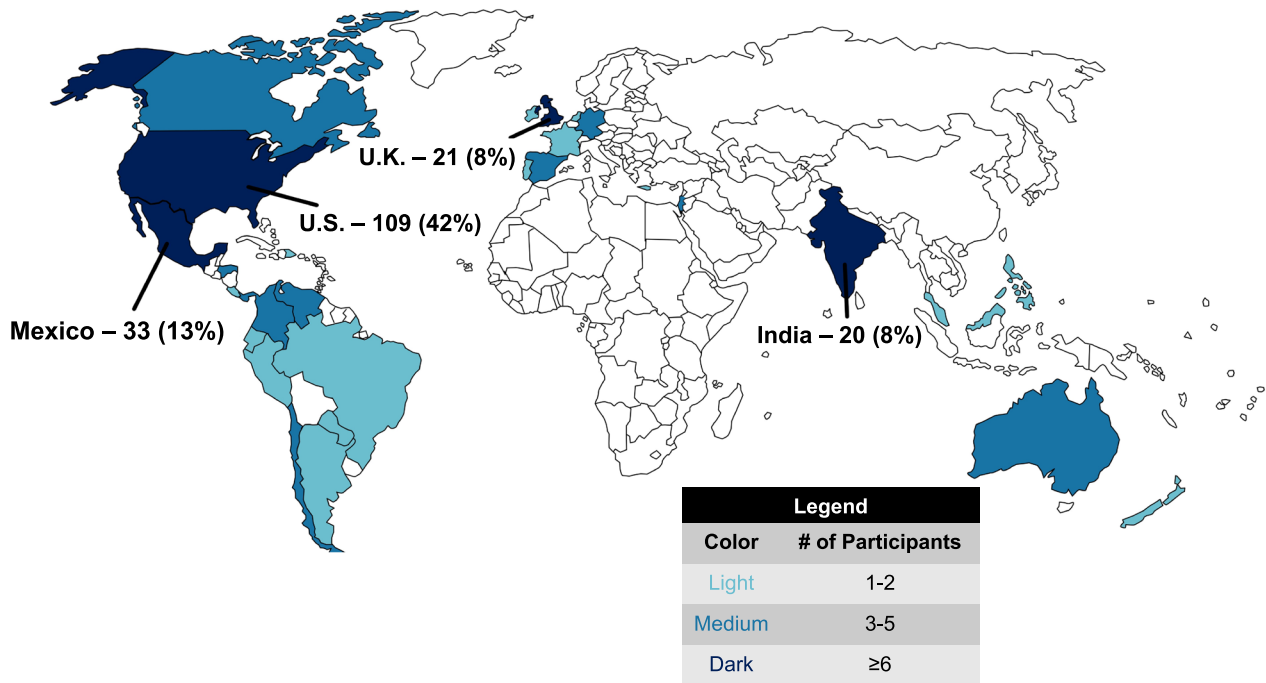 U.K. – 21 (8%)
U.S. – 109 (42%)
Mexico – 33 (13%)
India – 20 (8%)
Legend
Color # of Participants
Light 1-2
Medium 3-5
Dark ≥6